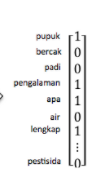 pupuk 1
bercak 0
padi 0
pengalaman 1
apa 1
air 0
lengkap 1
⋮
pestisida 0